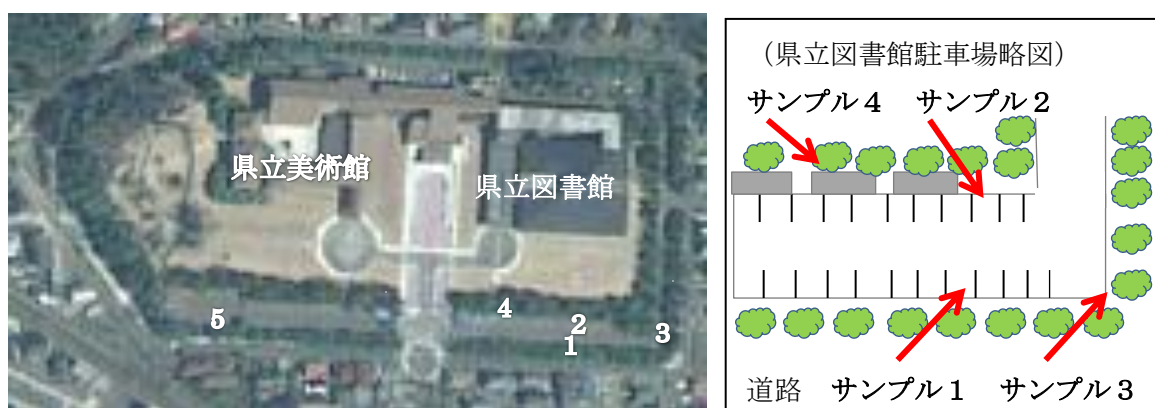 県立美術館
県立図書館
5
4
2
1
3
（県立図書館駐車場略図）
サンプル４ サンプル２
道路 サンプル１ サンプル３